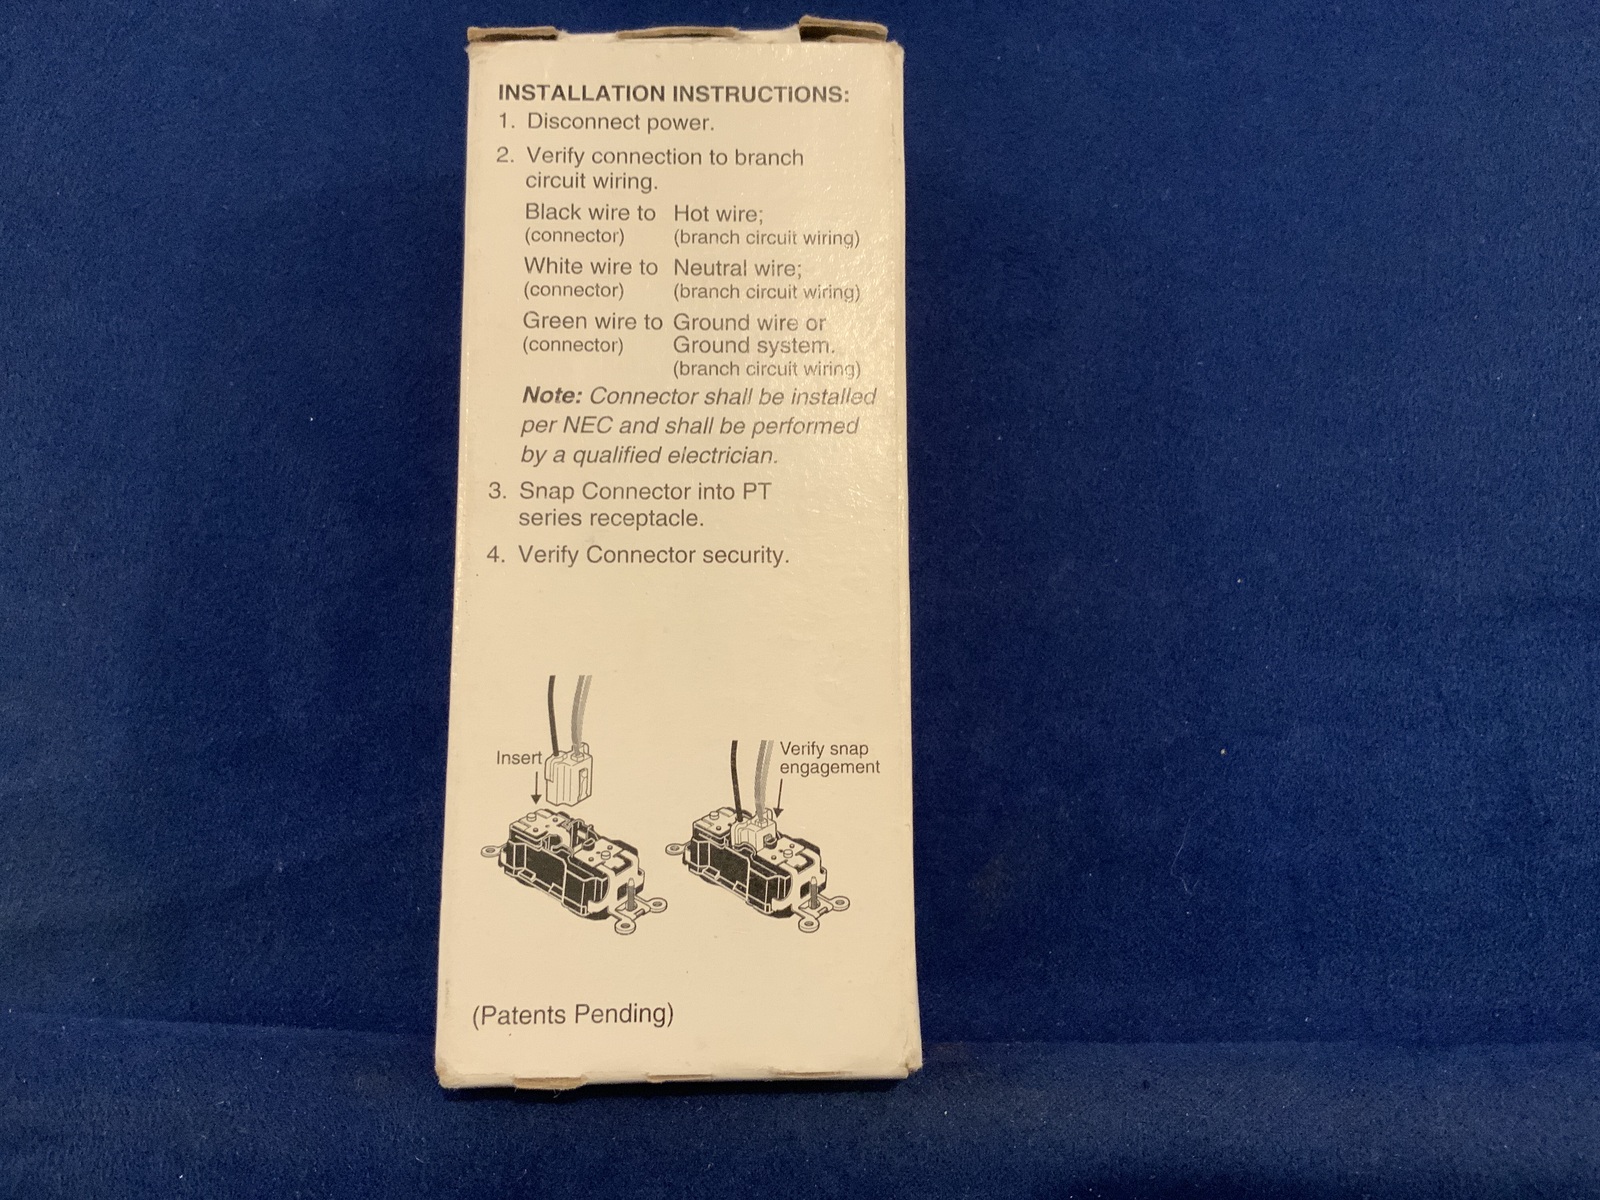 INSTALLATION INSTRUCTIONS:
1. Disconnect power.
2. Verify connection to branch
circuit wiring.
Black wire to Hot wire;
(connector) (branch circuit wiring)
White wire to Neutral wire;
(connector) (branch circuit wiring)
Green wire to Ground wire or
(connector) Ground system.
(branch circuit wiring)
Note: Connector shall be installed
per NEC and shall be performed
by a qualified electrician.
3. Snap Connector into PT
series receptacle.
4. Verify Connector security.
Insert
Verify snap
engagement
(Patents Pending)